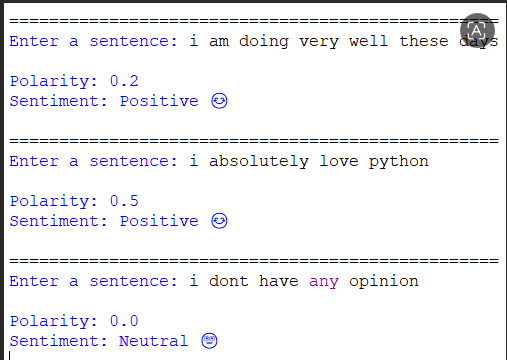 =================================================
Enter a sentence: i am doing very well these days
Polarity: 0.2
Sentiment: Positive 😊
=================================================
Enter a sentence: i absolutely love python
Polarity: 0.5
Sentiment: Positive 😊
=================================================
Enter a sentence: i dont have any opinion
Polarity: 0.0
Sentiment: Neutral 😐